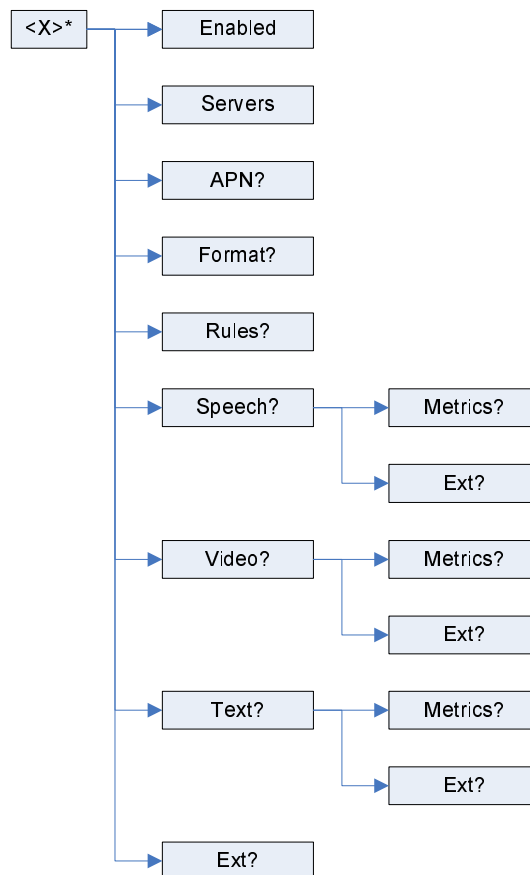 <X>*
Enabled
Servers
APN?
Format?
Rules?
Speech?
Metrics?
Ext?
Video?
Metrics?
Ext?
Text?
Metrics?
Ext?
Ext?